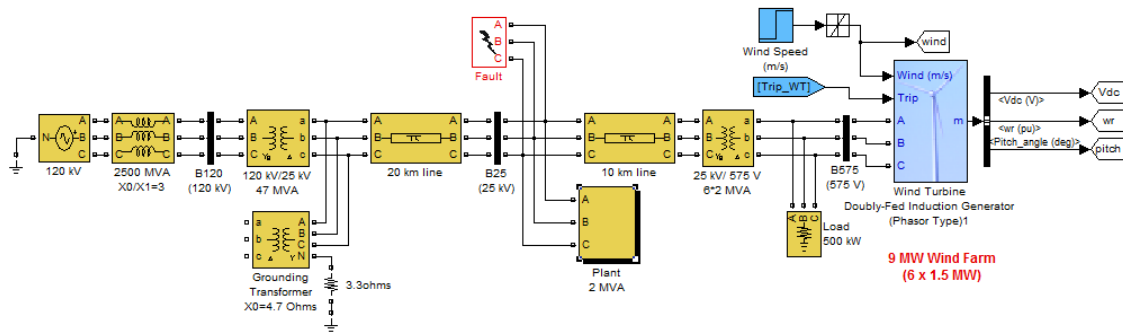 A
B
C
Fault
Wind Speed
(m/s)
wind
[Trip_WT]
Wind (m/s)
Trip
A
B
C
m
<Vdc (V)>
<wr (pu)>
<Pitch_angle (deg)>
Vdc
wr
pitch
N
A
B
C
120 kV
A A
B B
C C
2500 MVA
X0/X1=3
A a
B b
C c
B120
(120 kV)
A a
B b
C c
Yg Δ
120 kV/25 kV
47 MVA
A A
B B
C C
20 km line
A a
B b
C c
B25
(25 kV)
A A
B B
C C
10 km line
A a
B b
C c
Yg Δ
25 kV/ 575 V
6*2 MVA
A a
B b
C c
B575
(575 V)
Wind Turbine
Doubly-Fed Induction Generator
(Phasor Type)1
A B C
Load
500 kW
A
B
C
Plant
2 MVA
9 MW Wind Farm
(6 x 1.5 MW)
a A
b B
c C
N
Δ Y
Grounding
Transformer
X0=4.7 Ohms
3.3ohms